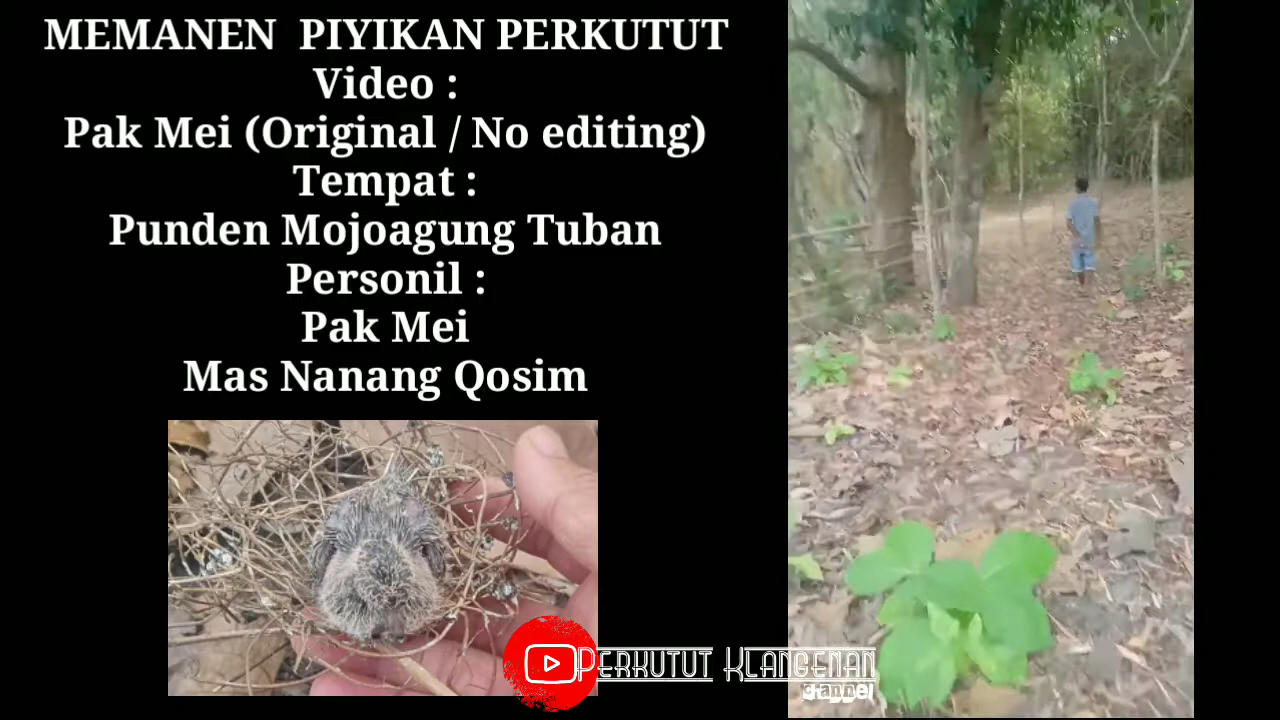 MEMANEN PIYIKAN PERKUTUT
Video :
Pak Mei (Original / No editing)
Tempat :
Punden Mojoagung Tuban
Personil :
Pak Mei
Mas Nanang Qosim
PERKUTUT KLANGENAN
channel